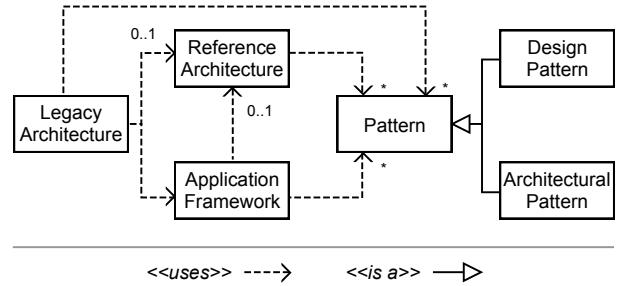 0..1
Reference
Architecture
Design
Pattern
*
*
Legacy
Architecture
0..1
Pattern
Application
Framework
*
Architectural
Pattern
<<uses>>
<<is a>>